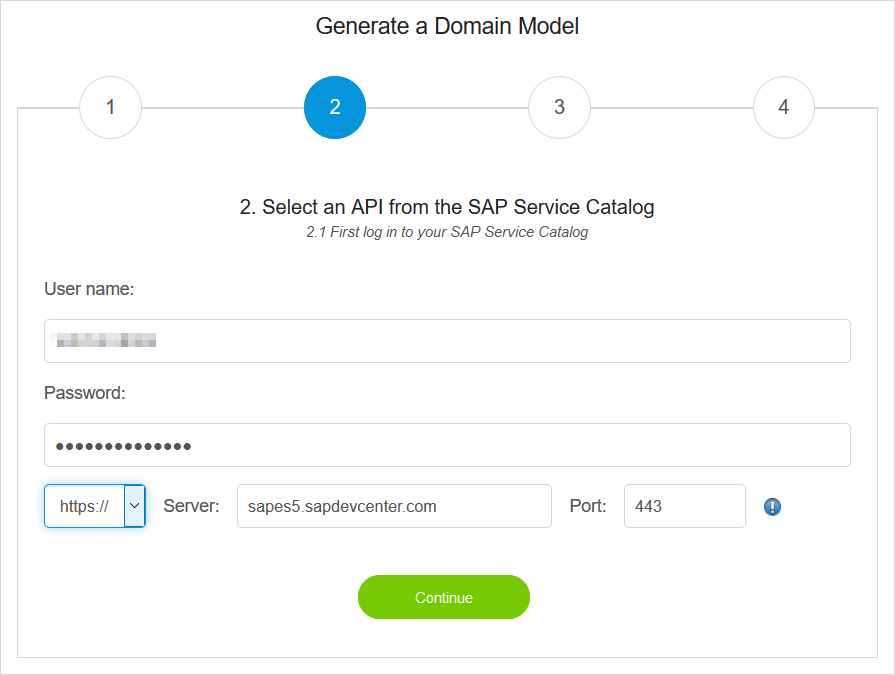 Generate a Domain Model
1 2 3 4
2. Select an API from the SAP Service Catalog
2.1 First log in to your SAP Service Catalog
User name:
Password:
••••••••••••••
https:// Server: sapes5.sapdevcenter.com Port: 443
Continue